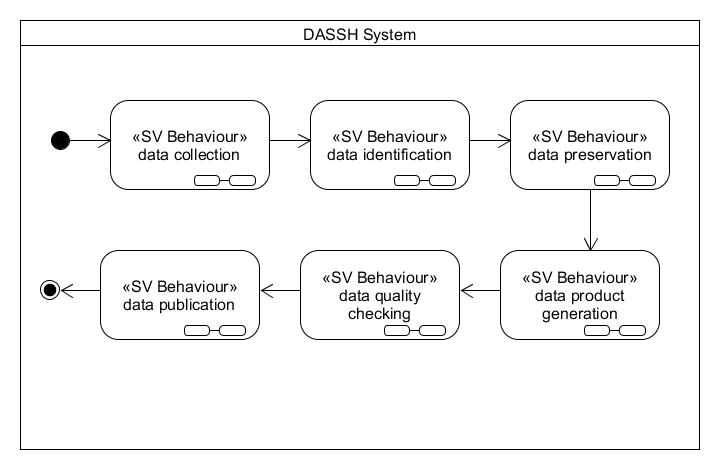 DASSH System
«SV Behaviour»
data collection
«SV Behaviour»
data identification
«SV Behaviour»
data preservation
«SV Behaviour»
data publication
«SV Behaviour»
data quality
checking
«SV Behaviour»
data product
generation